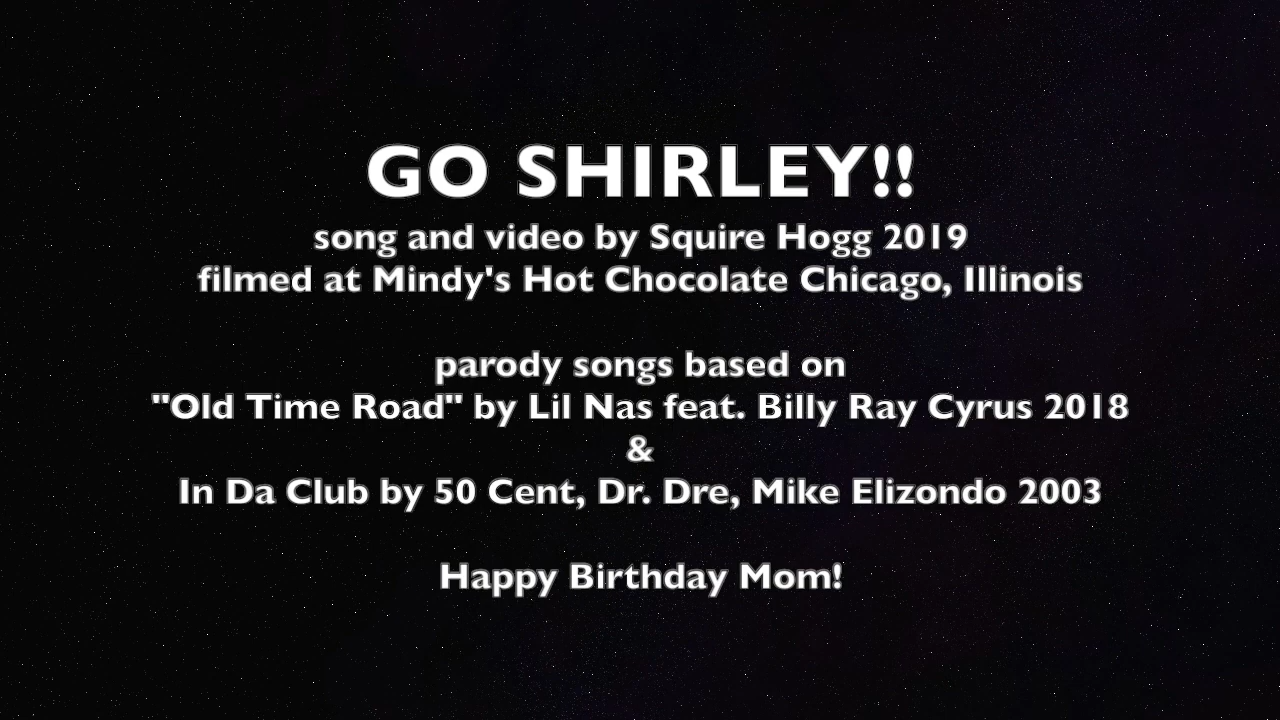 GO SHIRLEY!!
song and video by Squire Hogg 2019
filmed at Mindy's Hot Chocolate Chicago, Illinois
parody songs based on
"Old Time Road" by Lil Nas feat. Billy Ray Cyrus 2018
&
In Da Club by 50 Cent, Dr. Dre, Mike Elizondo 2003
Happy Birthday Mom!